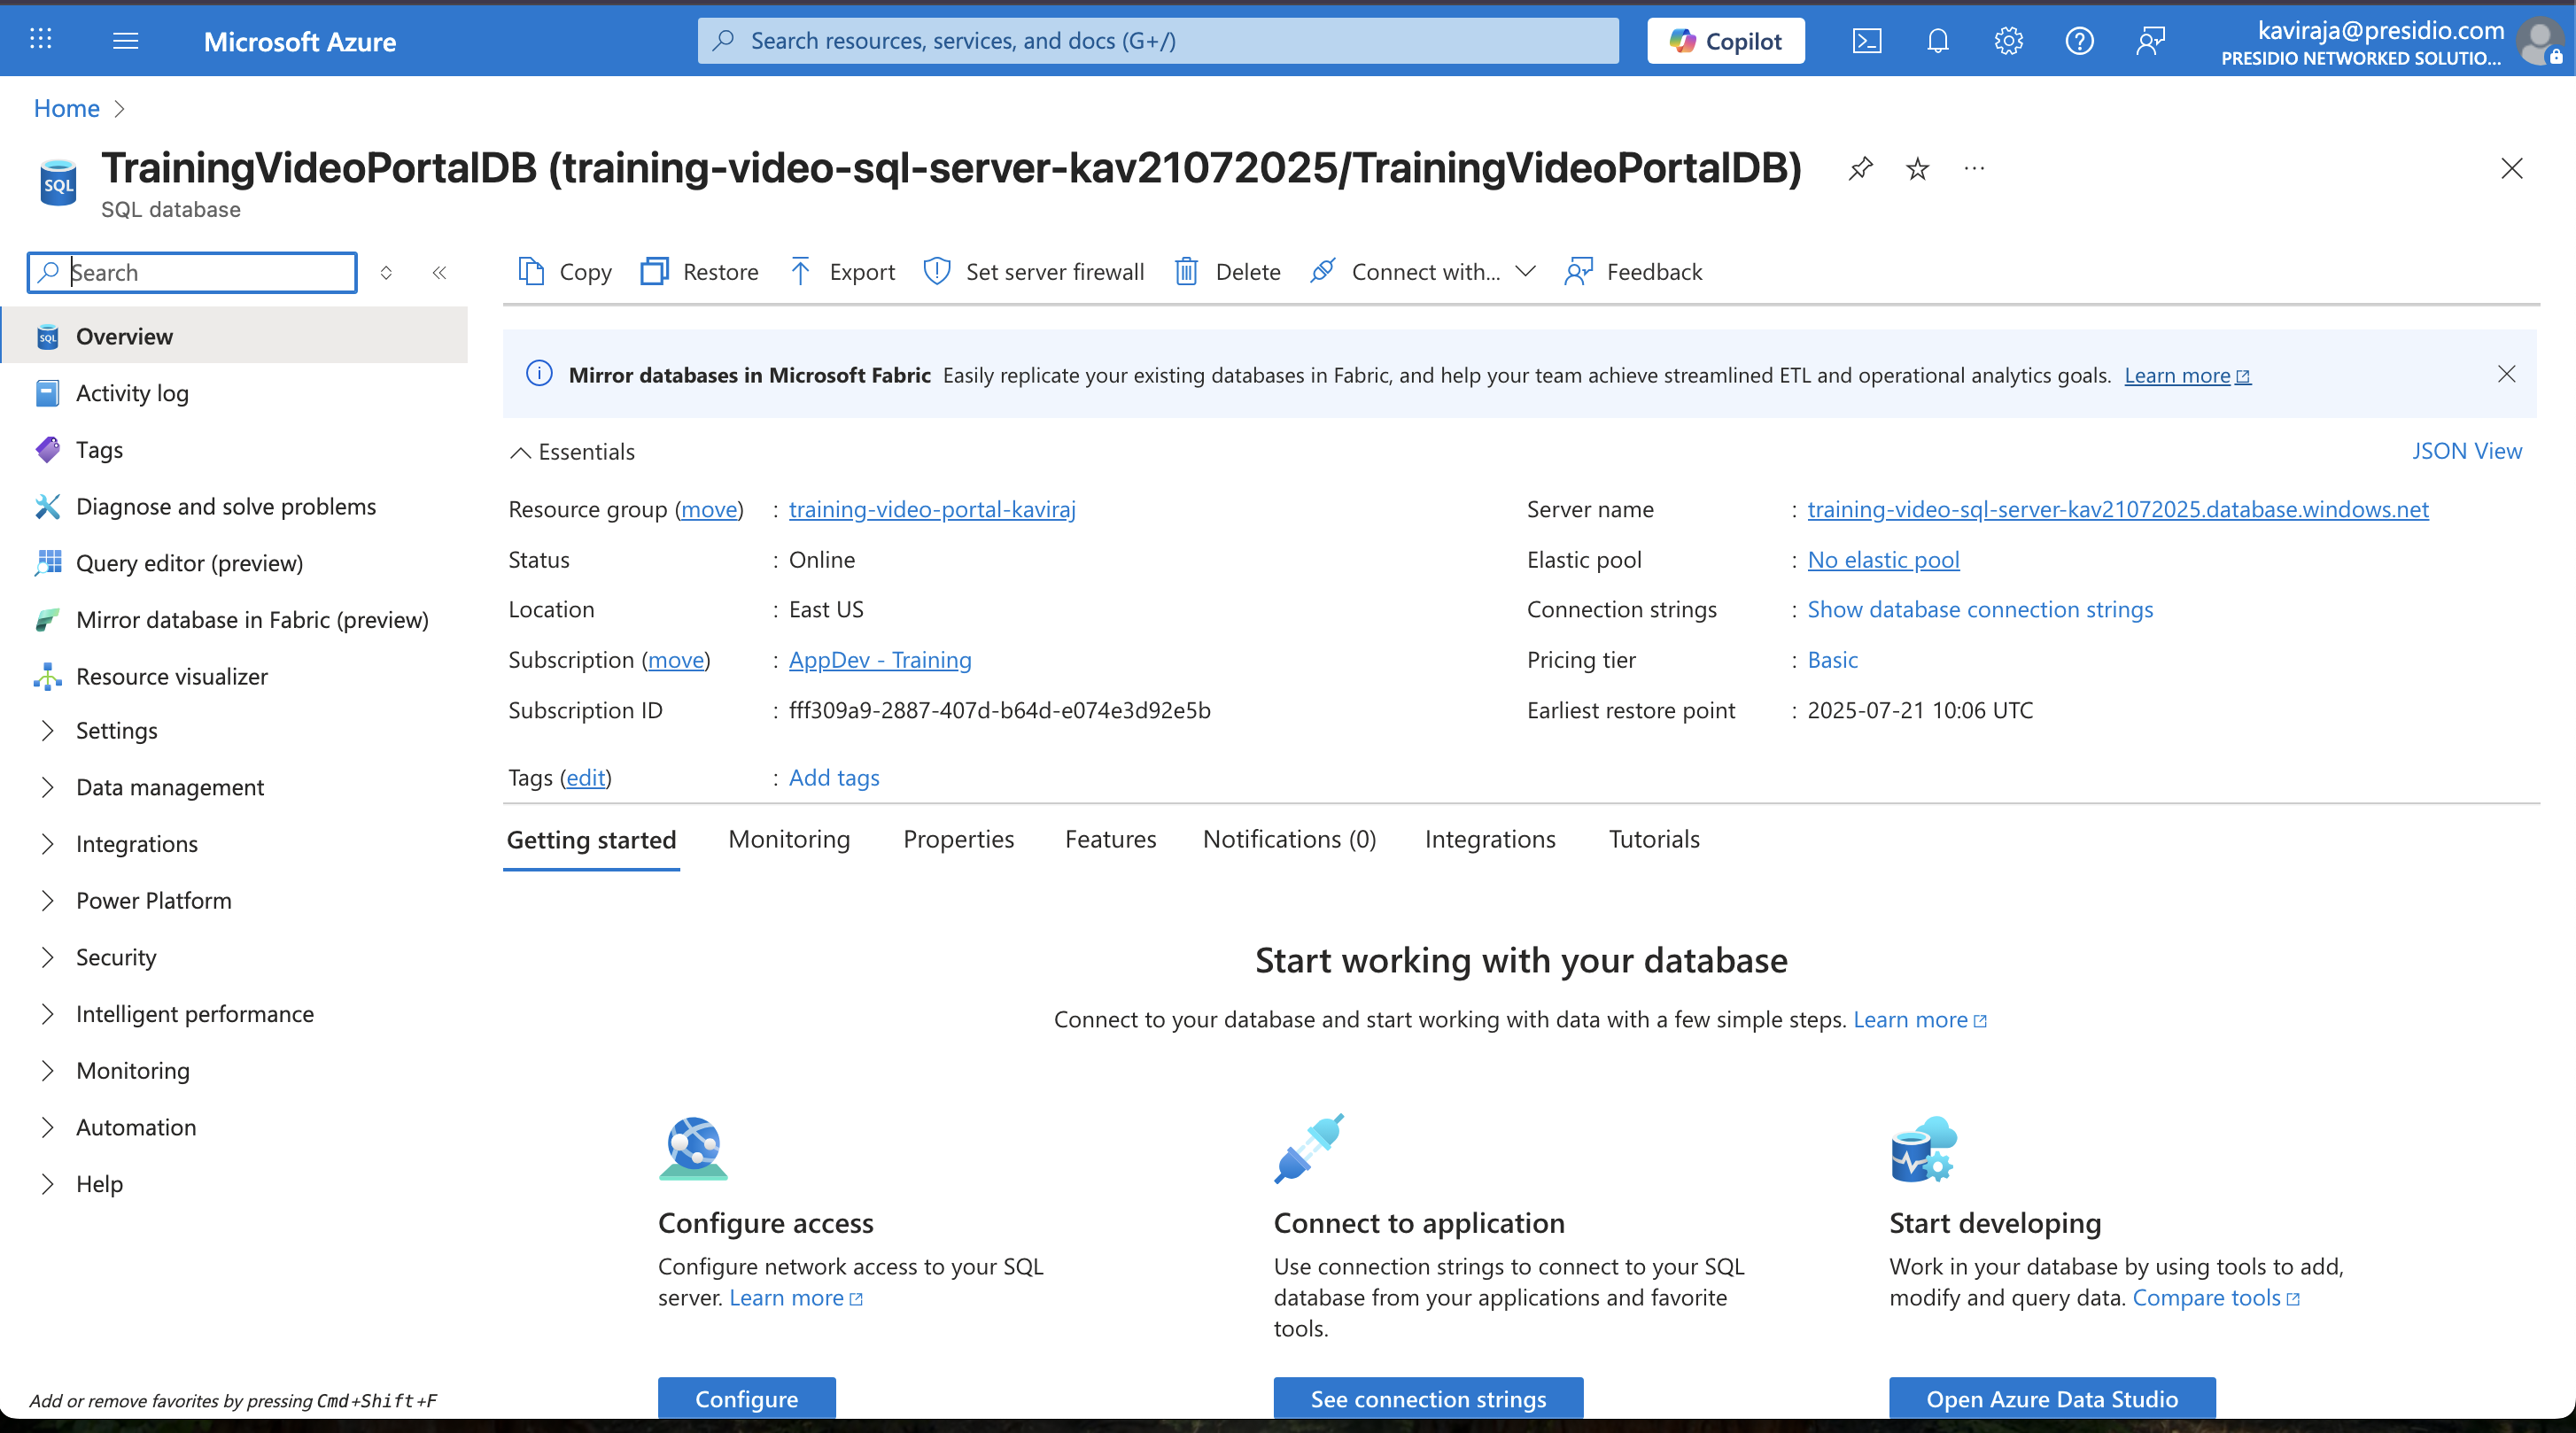 Microsoft Azure
Search resources, services, and docs (G+/)
Copilot
kaviraja@presidio.com
PRESIDIO NETWORKED SOLUTIO...
Home
TrainingVideoPortalDB (training-video-sql-server-kav21072025/TrainingVideoPortalDB)
SQL
SQL database
Search
Copy
Restore
Export
Set server firewall
Delete
Connect with...
Feedback
SQL
Overview
Activity log
Tags
Diagnose and solve problems
Query editor (preview)
Mirror database in Fabric (preview)
Resource visualizer
Settings
Data management
Integrations
Power Platform
Security
Intelligent performance
Monitoring
Automation
Help
Add or remove favorites by pressing Cmd+Shift+F
Mirror databases in Microsoft Fabric Easily replicate your existing databases in Fabric, and help your team achieve streamlined ETL and operational analytics goals. Learn more
Essentials
JSON View
Resource group (move) : training-video-portal-kaviraj
Status : Online
Location : East US
Subscription (move) : AppDev - Training
Subscription ID : fff309a9-2887-407d-b64d-e074e3d92e5b
Server name : training-video-sql-server-kav21072025.database.windows.net
Elastic pool : No elastic pool
Connection strings : Show database connection strings
Pricing tier : Basic
Earliest restore point : 2025-07-21 10:06 UTC
Tags (edit) : Add tags
Getting started
Monitoring
Properties
Features
Notifications (0)
Integrations
Tutorials
Start working with your database
Connect to your database and start working with data with a few simple steps. Learn more
Configure access
Configure network access to your SQL
server. Learn more
Configure
Connect to application
Use connection strings to connect to your SQL
database from your applications and favorite
tools.
See connection strings
Start developing
Work in your database by using tools to add,
modify and query data. Compare tools
Open Azure Data Studio